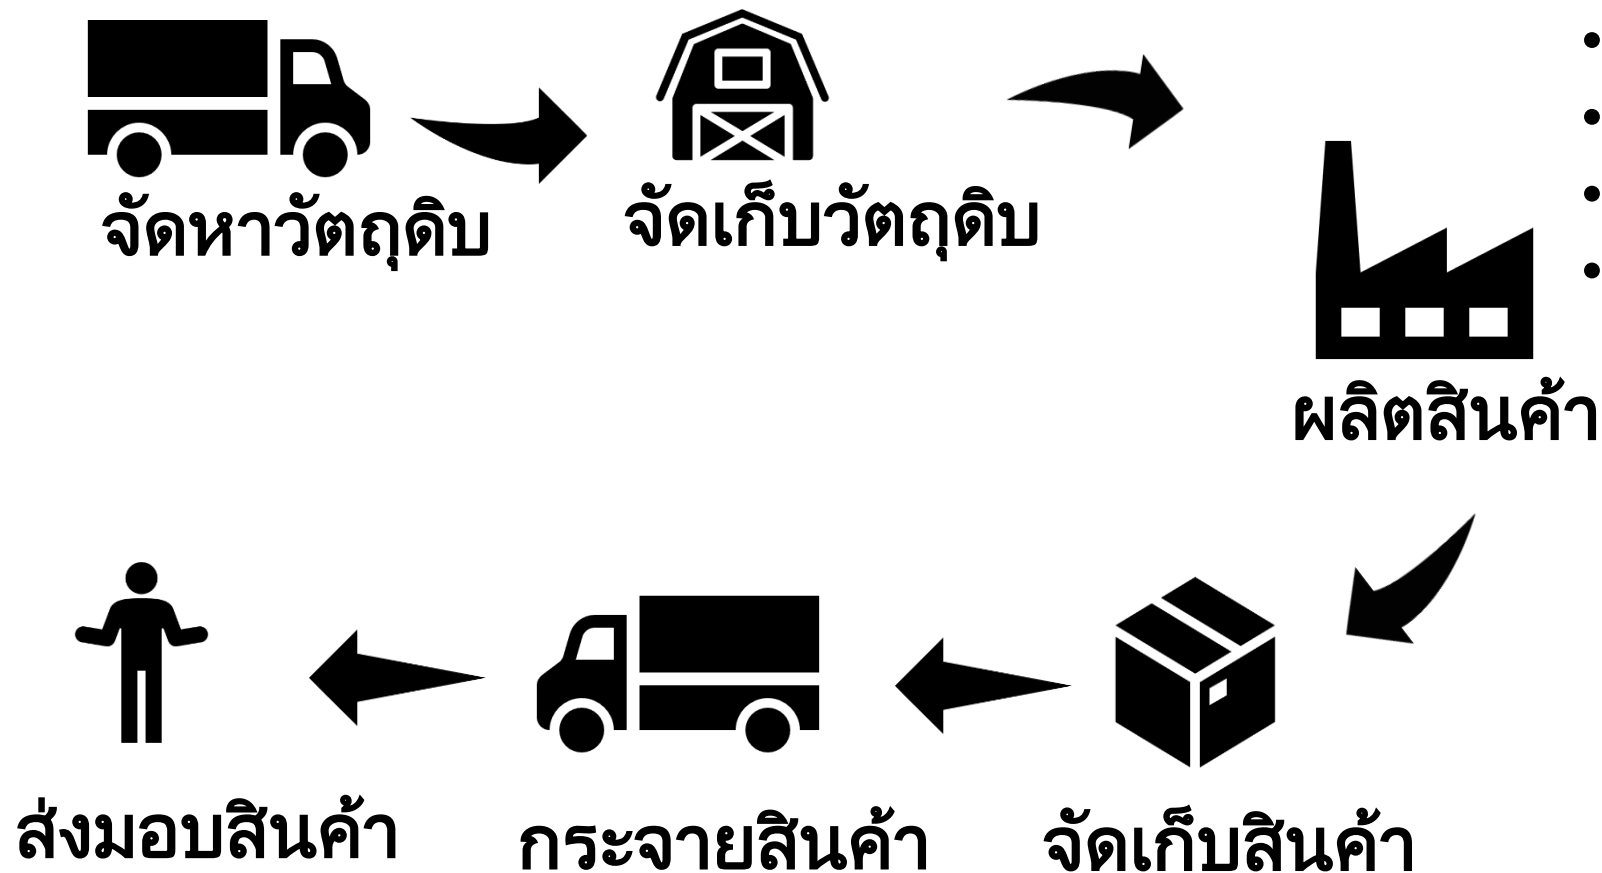 จัดหาวัตถุดิบ
จัดเก็บวัตถุดิบ
ผลิตสินค้า
ส่งมอบสินค้า
กระจายสินค้า
จัดเก็บสินค้า